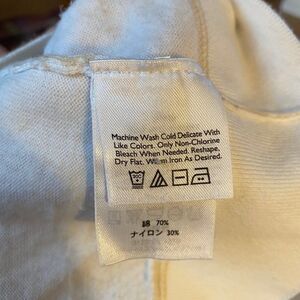 Machine Wash Cold Delicate With
Like Colors. Only Non-Chlorine
Bleach When Needed. Reshape,
Dry Flat. Warm Iron As Desired.
綿 70%
ナイロン 30%